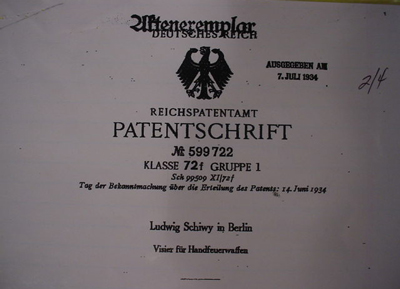 Aktenexemplar
DEUTSCHES REICH
AUSGEGEBEN AM
7. JULI 1934
2/4
REICHSPATENTAMT
PATENTSCHRIFT
№ 599722
KLASSE 72f GRUPPE 1
Sch 99509 XI/72f
Tag der Bekanntmachung über die Erteilung des Patents: 14. Juni 1934
Ludwig Schiwy in Berlin
Visier für Handfeuerwaffen